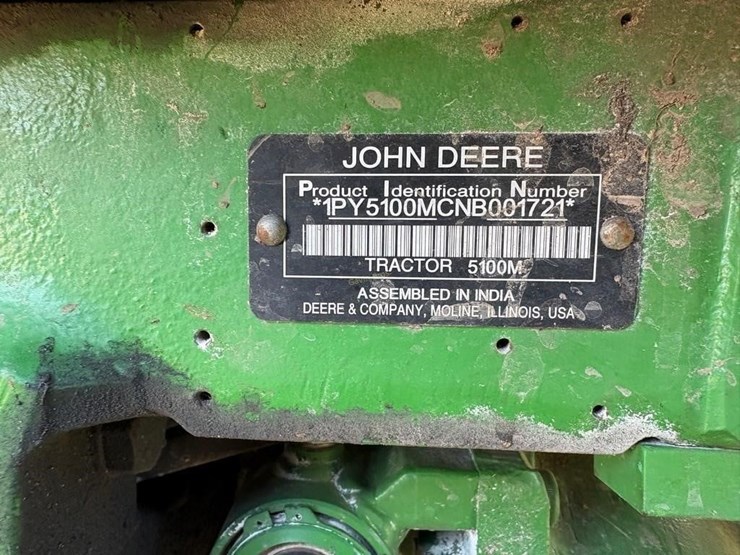 JOHN DEERE
Product Identification Number
*1PY5100MCNB001721*
TRACTOR 5100M
ASSEMBLED IN INDIA
DEERE & COMPANY, MOLINE, ILLINOIS, USA